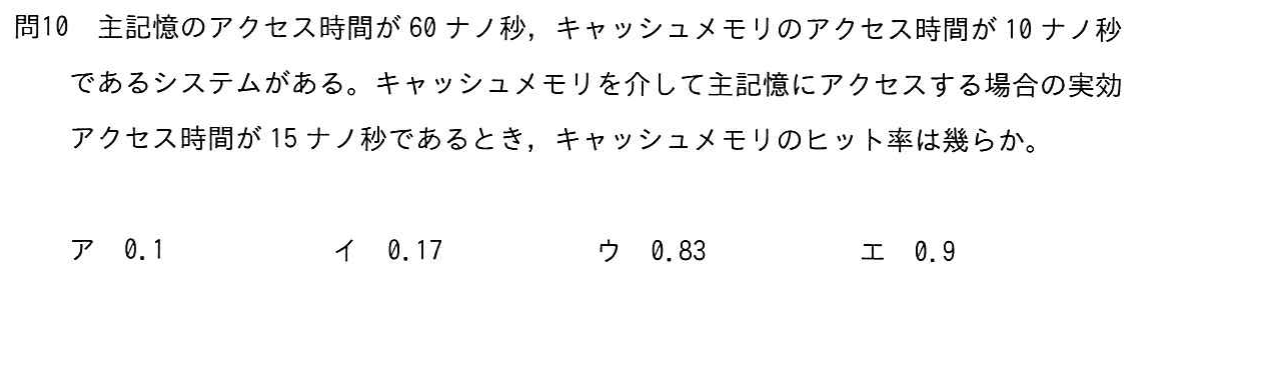 問10　主記憶のアクセス時間が 60 ナノ秒，キャッシュメモリのアクセス時間が 10 ナノ秒
であるシステムがある。キャッシュメモリを介して主記憶にアクセスする場合の実効
アクセス時間が 15 ナノ秒であるとき，キャッシュメモリのヒット率は幾らか。
ア　0.1　イ　0.17　ウ　0.83　エ　0.9